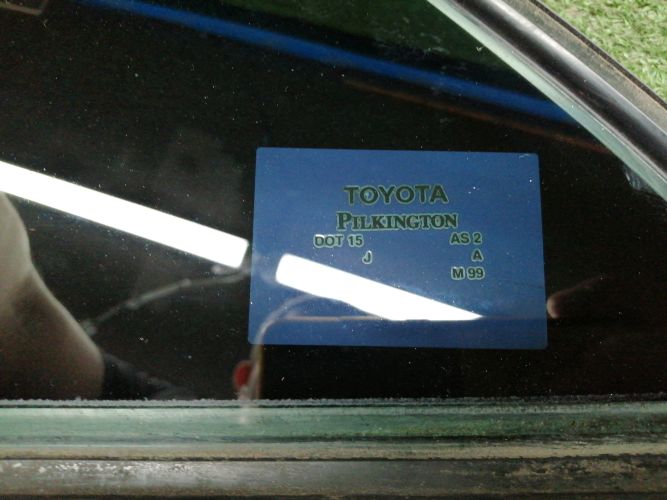 TOYOTA
PILKINGTON
DOT 15 AS 2
J A
M 99